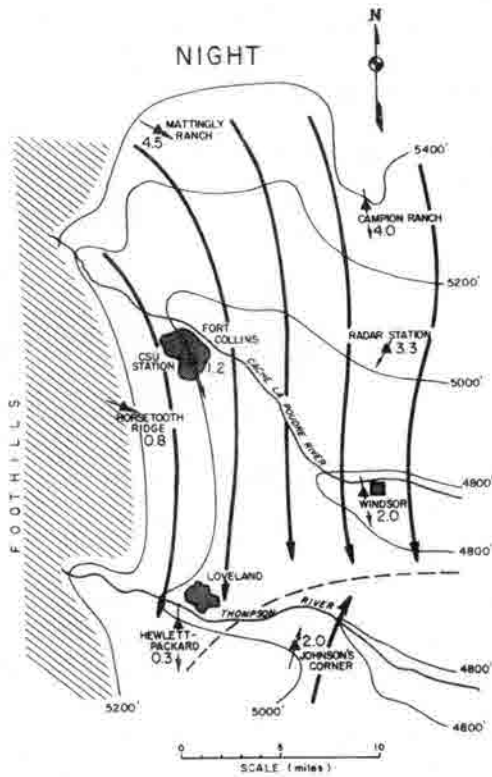 N
NIGHT
MATTINGLY
RANCH
4.5
5400'
CAMPION RANCH
4.0
5200'
FORT
COLLINS
CSU
STATION
1.2
RADAR STATION
3.3
5000'
CACHE LA POUDRE RIVER
HORSETOOTH
RIDGE
0.8
FOOTHILLS
4800'
WINDSOR
2.0
4800'
LOVELAND
THOMPSON RIVER
HEWLETT-
PACKARD
0.3
2.0
JOHNSON'S
CORNER
4800'
5200'
5000'
4800'
0 5 10
SCALE (miles)